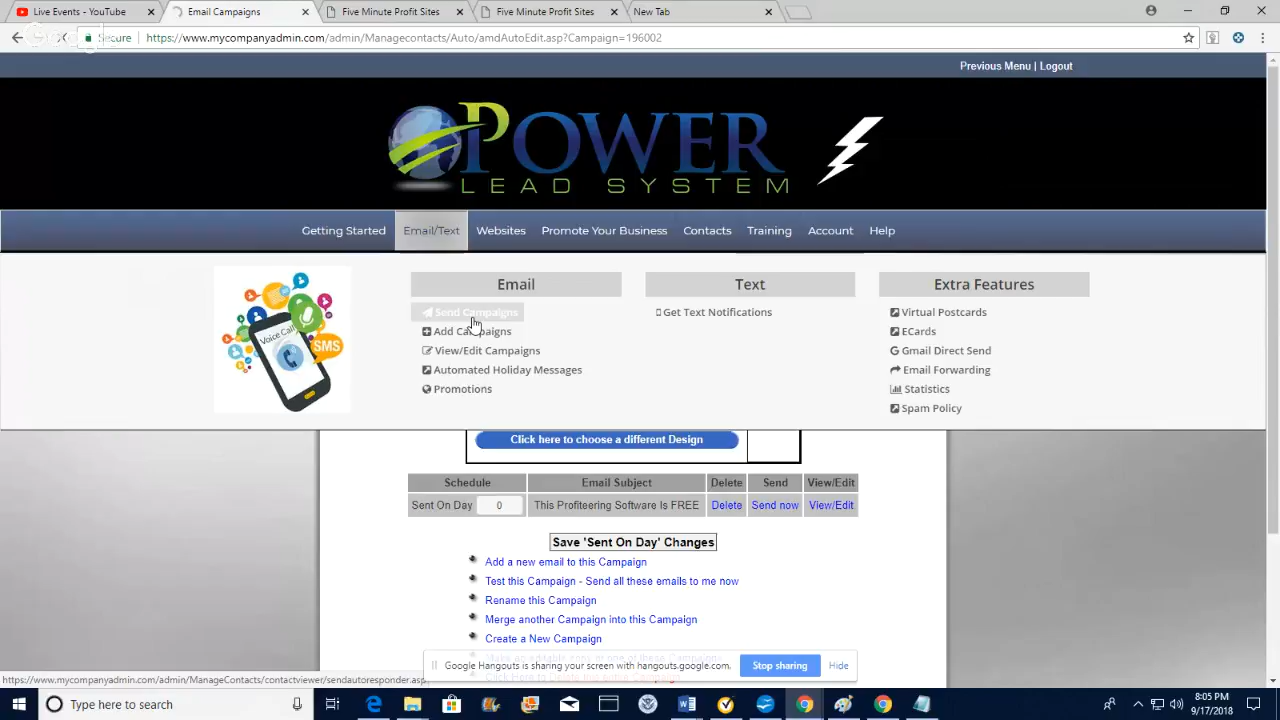 Live Events - YouTube
Email Campaigns
Five Minute Profit Sites
Five Minute Profit Sites
New Tab
Secure
https://www.mycompanyadmin.com/admin/Managecontacts/Auto/amdAutoEdit.asp?Campaign=196002
Previous Menu | Logout
POWER
LEAD SYSTEM
Getting Started
Email/Text
Websites
Promote Your Business
Contacts
Training
Account
Help
Voice Call
SMS
Email
Send Campaigns
Add Campaigns
View/Edit Campaigns
Automated Holiday Messages
Promotions
Text
Get Text Notifications
Extra Features
Virtual Postcards
ECards
Gmail Direct Send
Email Forwarding
Statistics
Spam Policy
Click here to choose a different Design
Schedule Email Subject Delete Send View/Edit
Sent On Day 0 This Profiteering Software Is FREE Delete Send now View/Edit
Save 'Sent On Day' Changes
Add a new email to this Campaign
Test this Campaign - Send all these emails to me now
Rename this Campaign
Merge another Campaign into this Campaign
Create a New Campaign
Google Hangouts is sharing your screen with hangouts.google.com.
Stop sharing
Hide
https://www.mycompanyadmin.com/admin/ManageContacts/contactviewer/sendautoresponder.asp
Type here to search
8:05 PM
9/17/2018